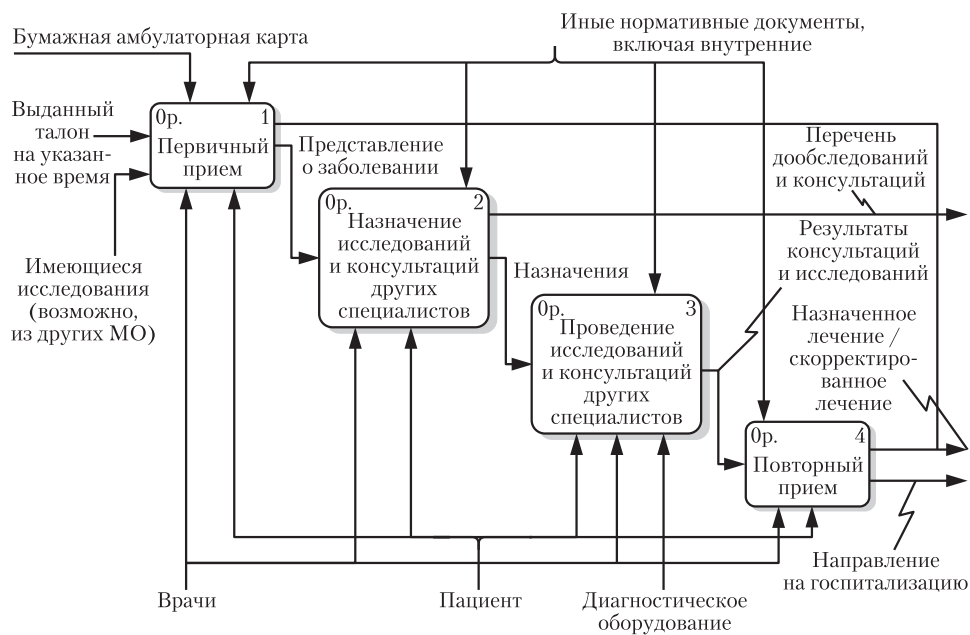 Бумажная амбулаторная карта
Иные нормативные документы,
включая внутренние
Выданный
талон
на указан-
ное время
0р. 1
Первичный
прием
Представление
о заболевании
Перечень
дообследований
и консультаций
Имеющиеся
исследования
(возможно,
из других МО)
0р. 2
Назначение
исследований
и консультаций
других
специалистов
Назначения
Результаты
консультаций
и исследований
0р. 3
Проведение
исследований
и консультаций
других
специалистов
Назначенное
лечение /
скорректиро-
ванное
лечение
0р. 4
Повторный
прием
Направление
на госпитализацию
Врачи
Пациент
Диагностическое
оборудование